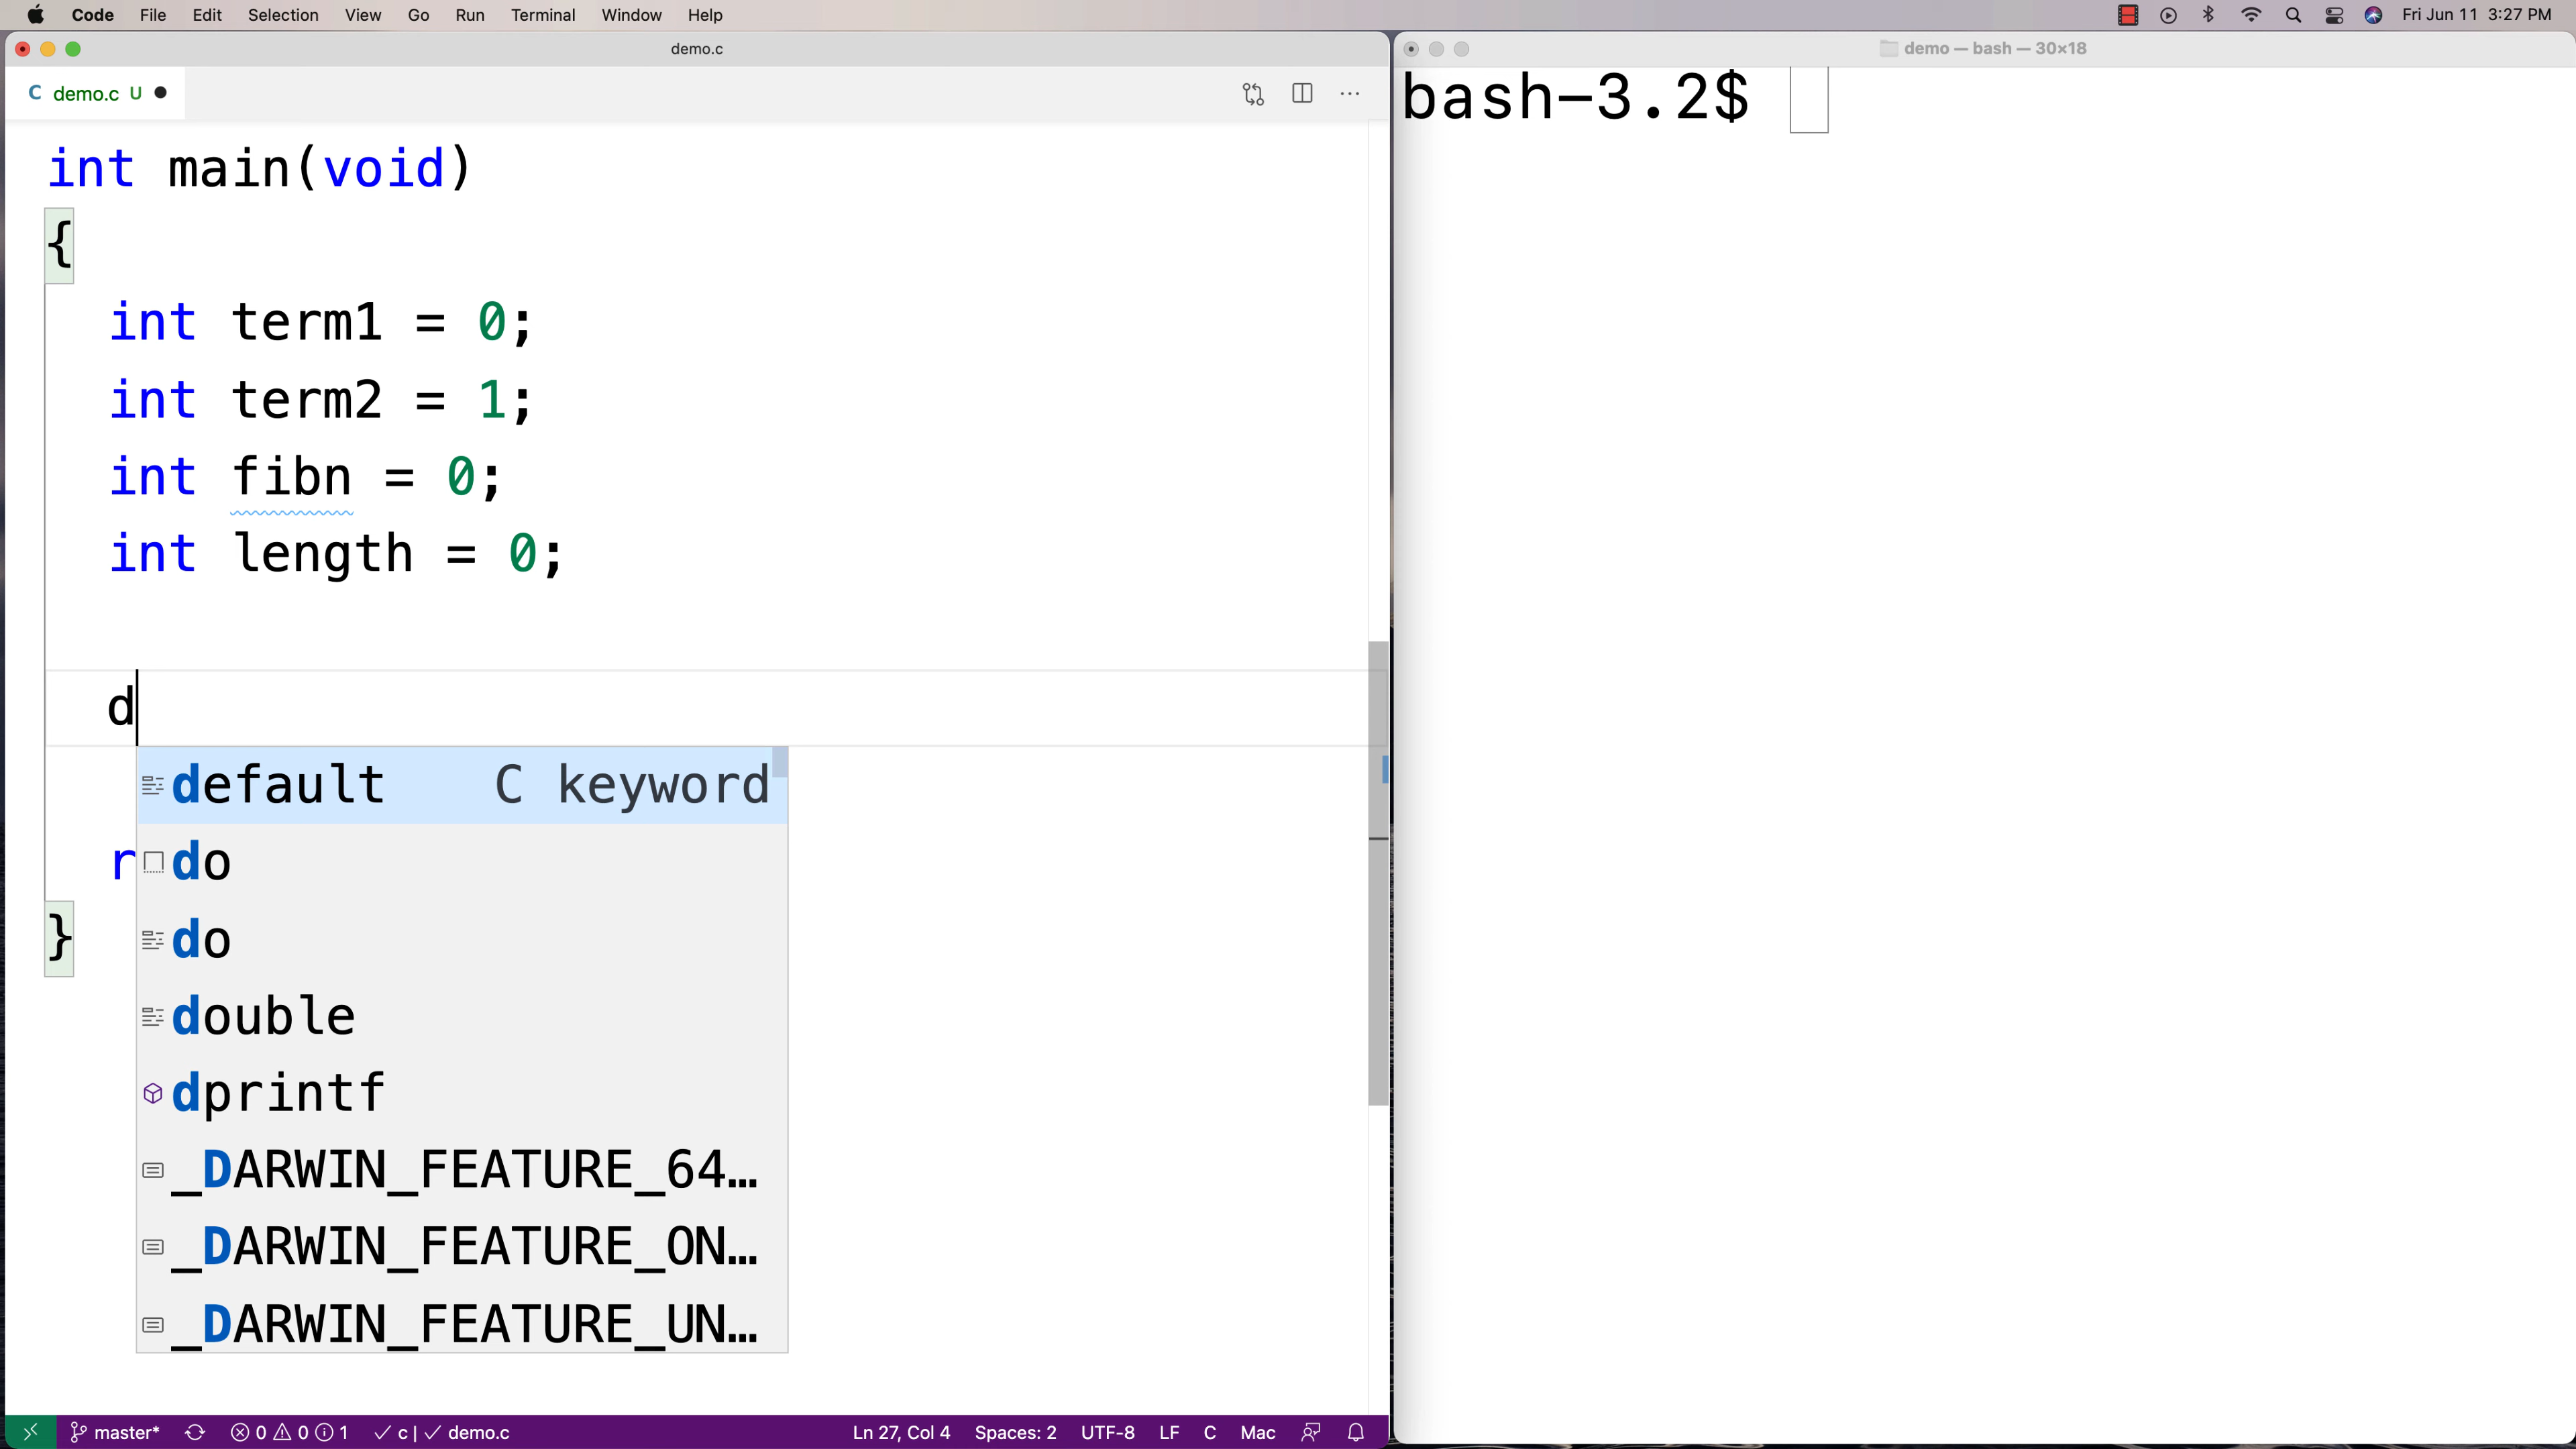 Code File Edit Selection View Go Run Terminal Window Help Fri Jun 11 3:27 PM
demo.c
demo — bash — 30×18
C demo.c U
bash-3.2$
int main(void)
{
int term1 = 0;
int term2 = 1;
int fibn = 0;
int length = 0;
d
default C keyword
r do
do
} 
double
dprintf
_DARWIN_FEATURE_64…
_DARWIN_FEATURE_ON…
_DARWIN_FEATURE_UN…
master* 0 0 1 c | demo.c Ln 27, Col 4 Spaces: 2 UTF-8 LF C Mac